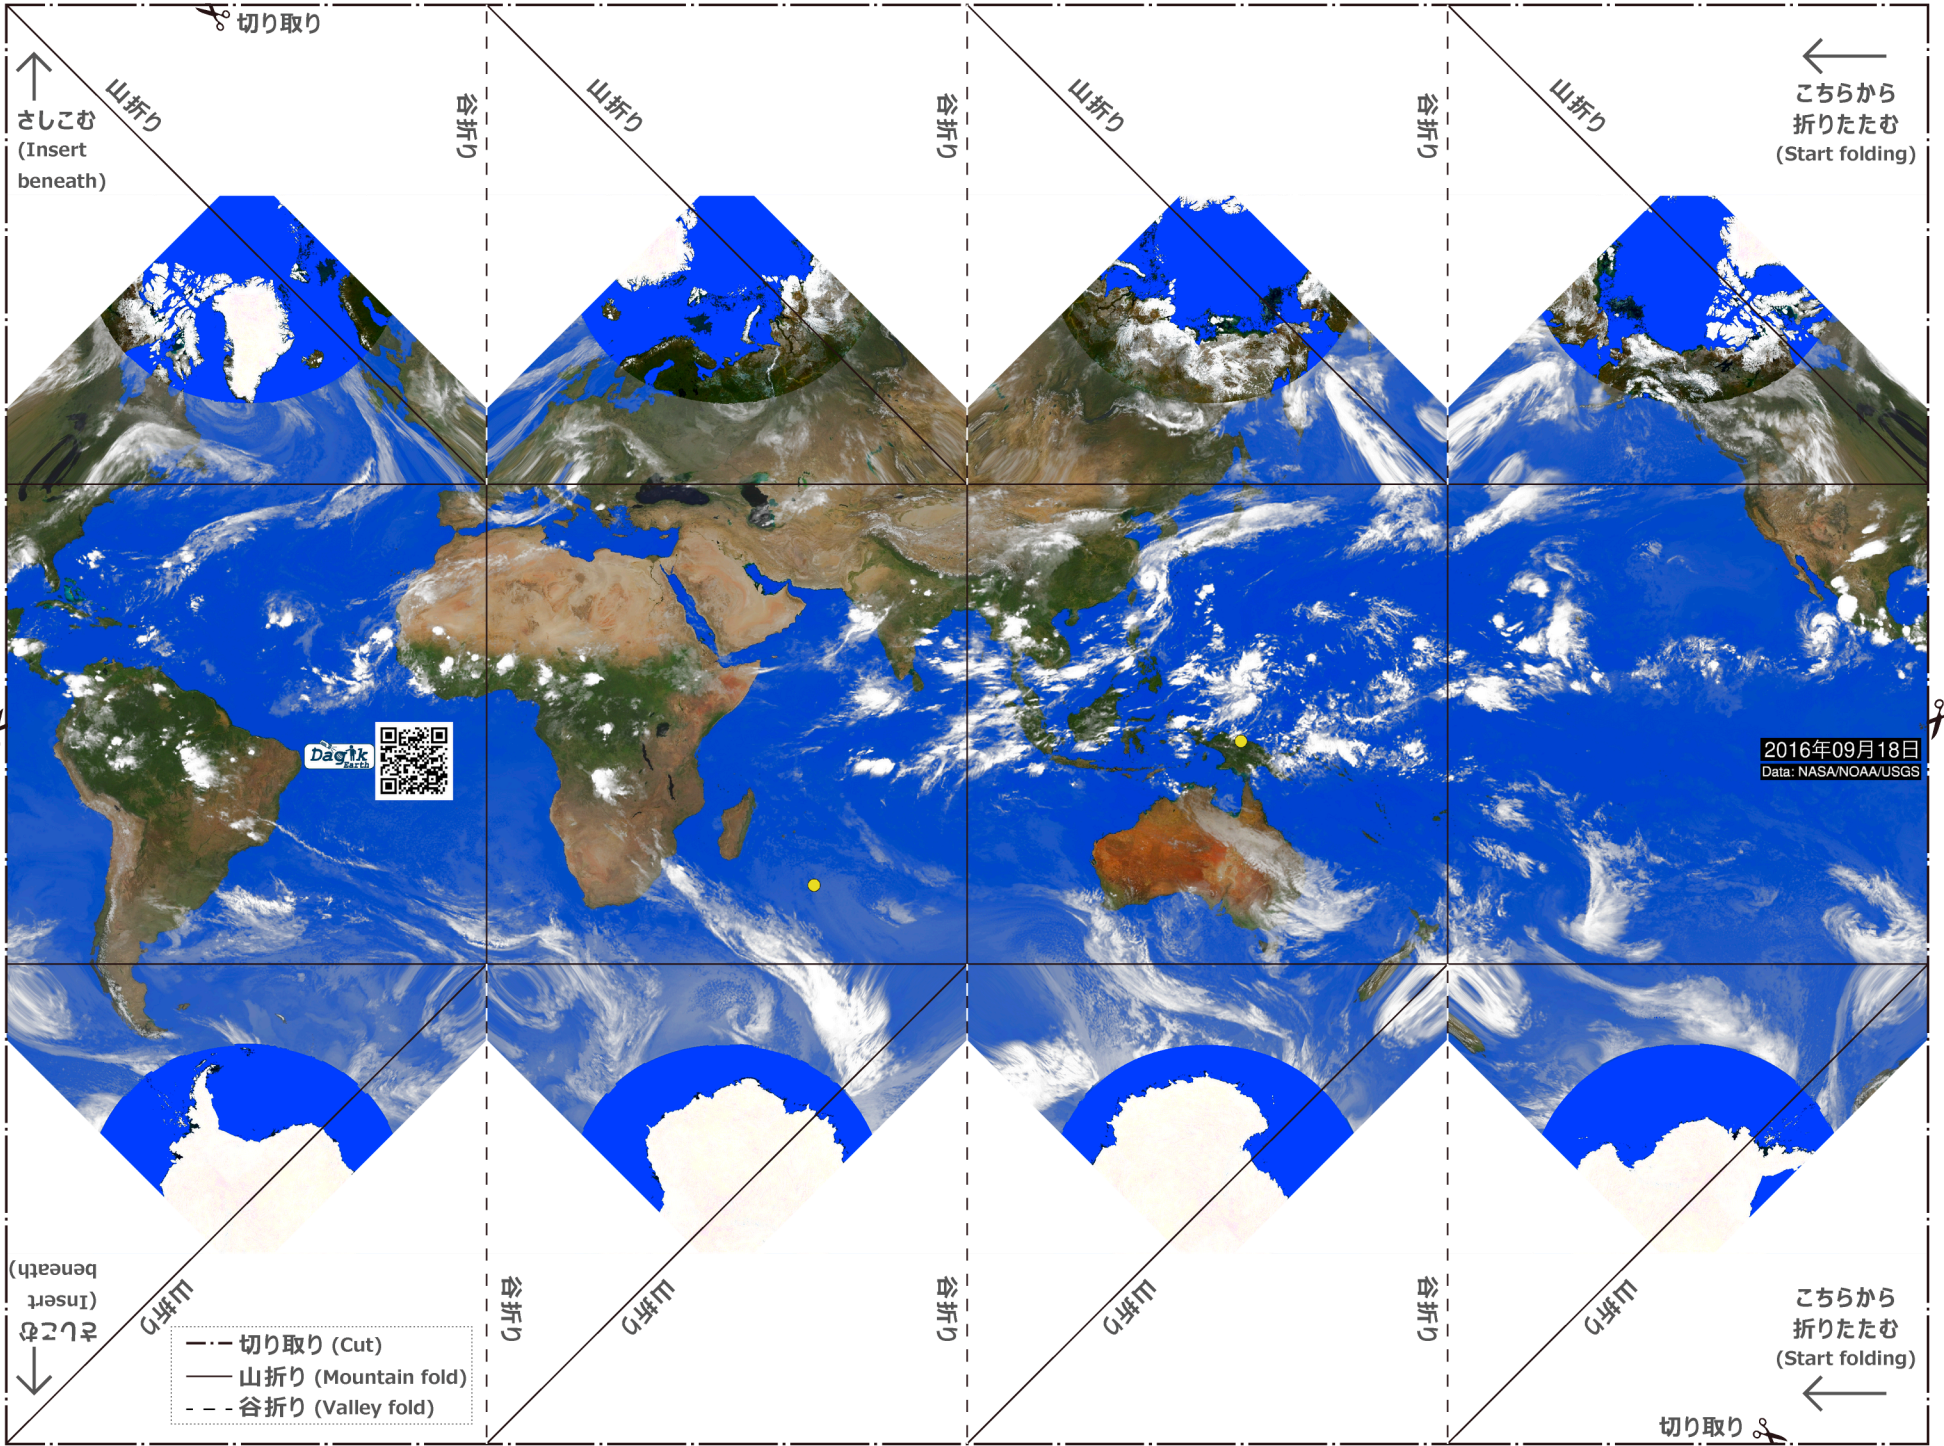 切り取り
山折り
谷折り
山折り
谷折り
山折り
谷折り
山折り
さしこむ
(Insert
beneath)
こちらから
折りたたむ
(Start folding)
Dagik
Earth
2016年09月18日
Data: NASA/NOAA/USGS
さしこむ
(Insert
beneath)
山折り
谷折り
山折り
谷折り
山折り
谷折り
山折り
こちらから
折りたたむ
(Start folding)
切り取り (Cut)
山折り (Mountain fold)
谷折り (Valley fold)
切り取り